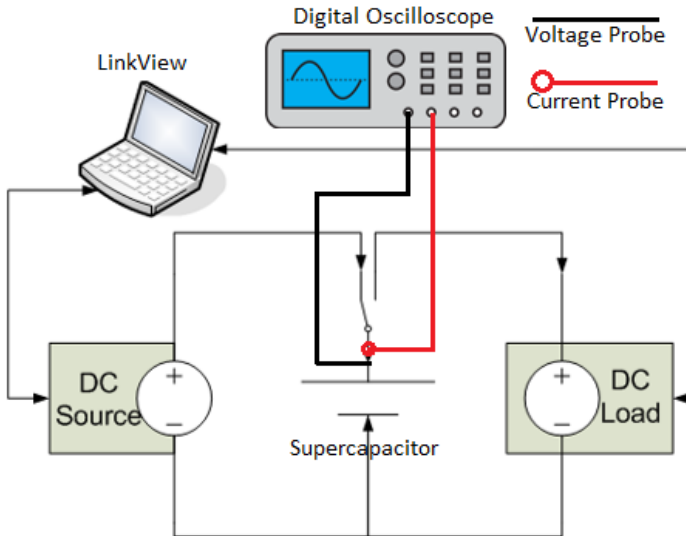 Digital Oscilloscope
Voltage Probe
LinkView
Current Probe
+
DC
Source
−
+
DC
Load
−
Supercapacitor